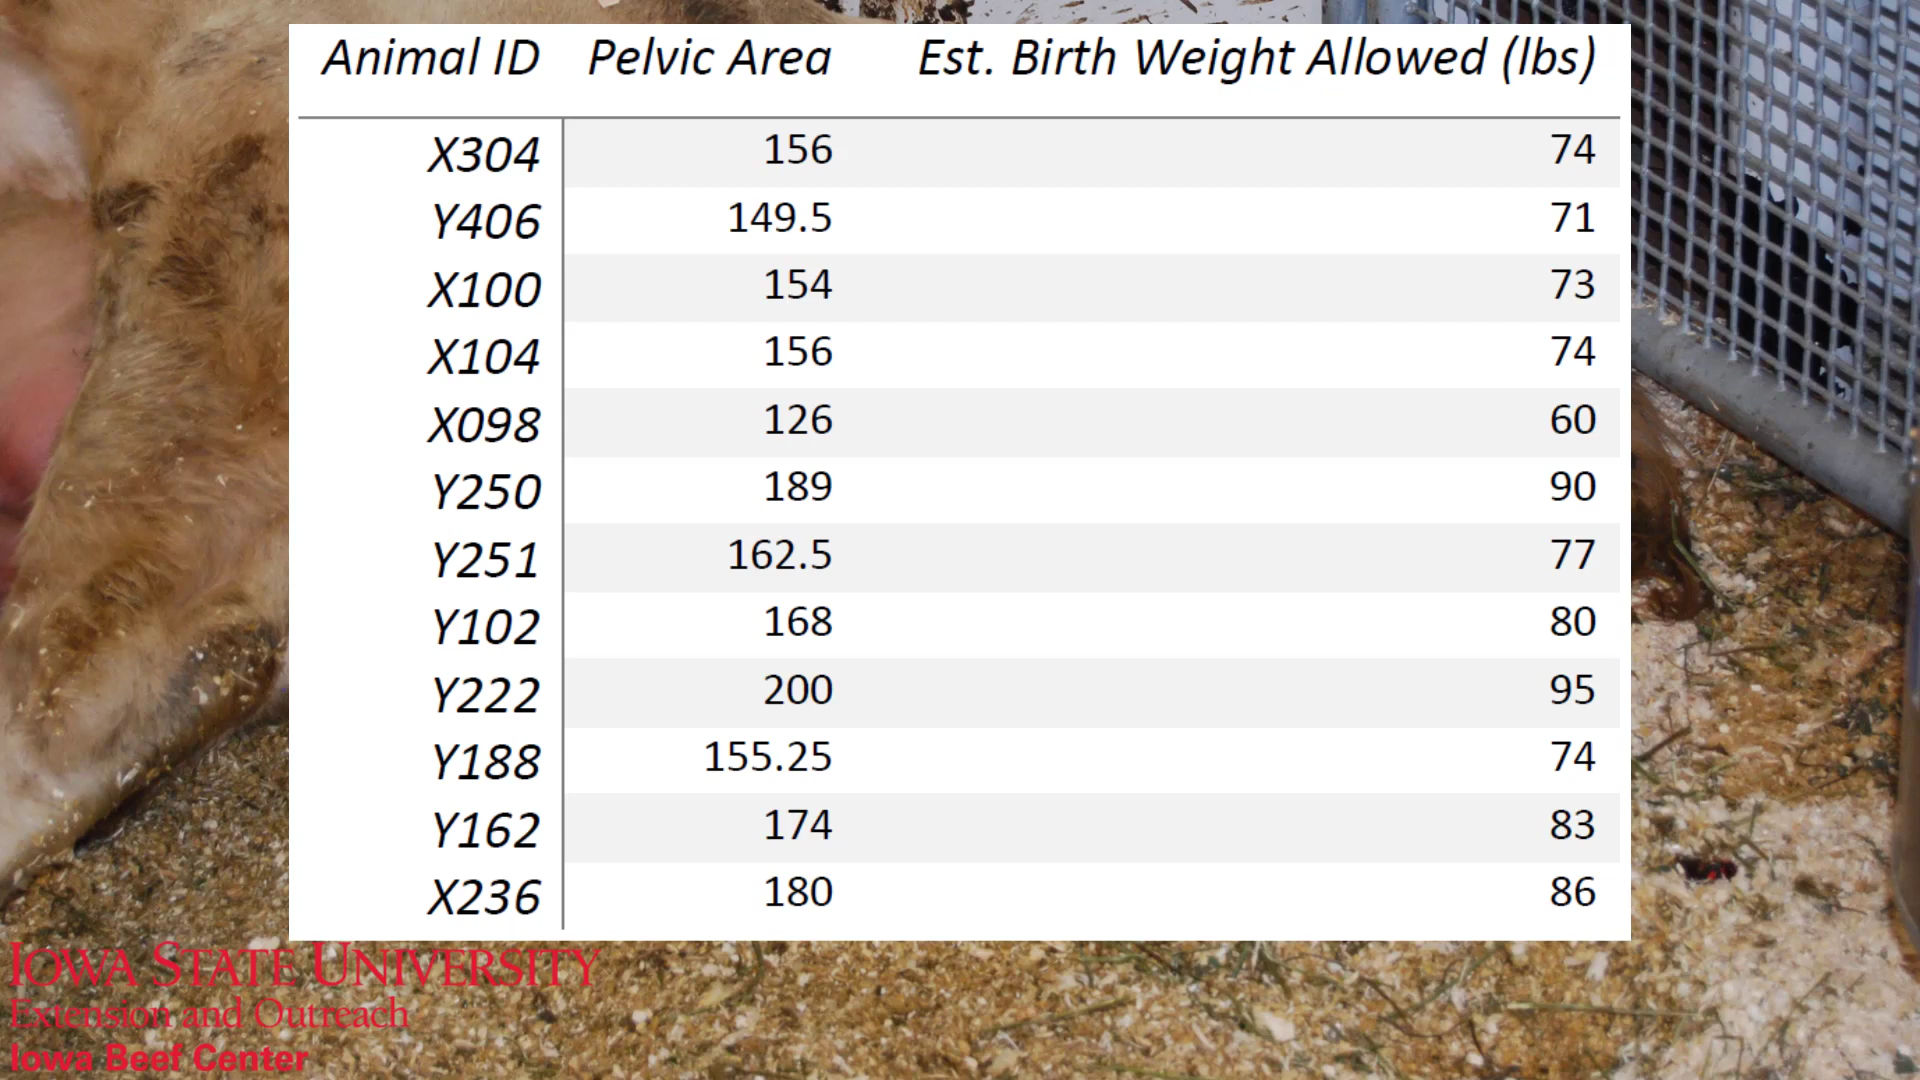 Animal ID Pelvic Area Est. Birth Weight Allowed (lbs)
X304 156 74
Y406 149.5 71
X100 154 73
X104 156 74
X098 126 60
Y250 189 90
Y251 162.5 77
Y102 168 80
Y222 200 95
Y188 155.25 74
Y162 174 83
X236 180 86
IOWA STATE UNIVERSITY
Extension and Outreach
Iowa Beef Center